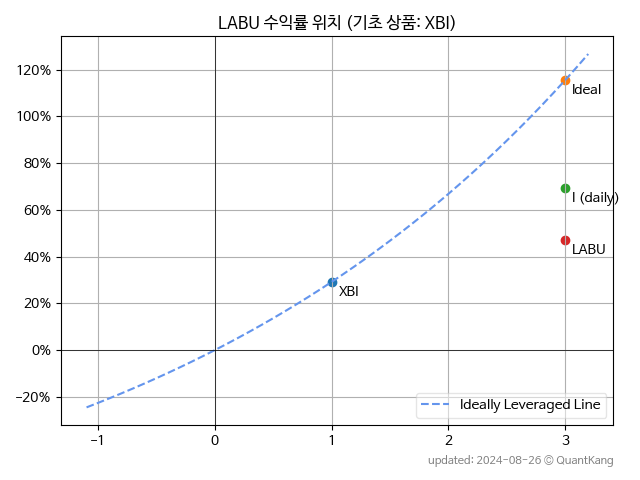 LABU 수익률 위치 (기초 상품: XBI)
120%
100%
80%
60%
40%
20%
0%
−20%
Ideal
I (daily)
LABU
XBI
Ideally Leveraged Line
−1
0
1
2
3
updated: 2024-08-26 © QuantKang